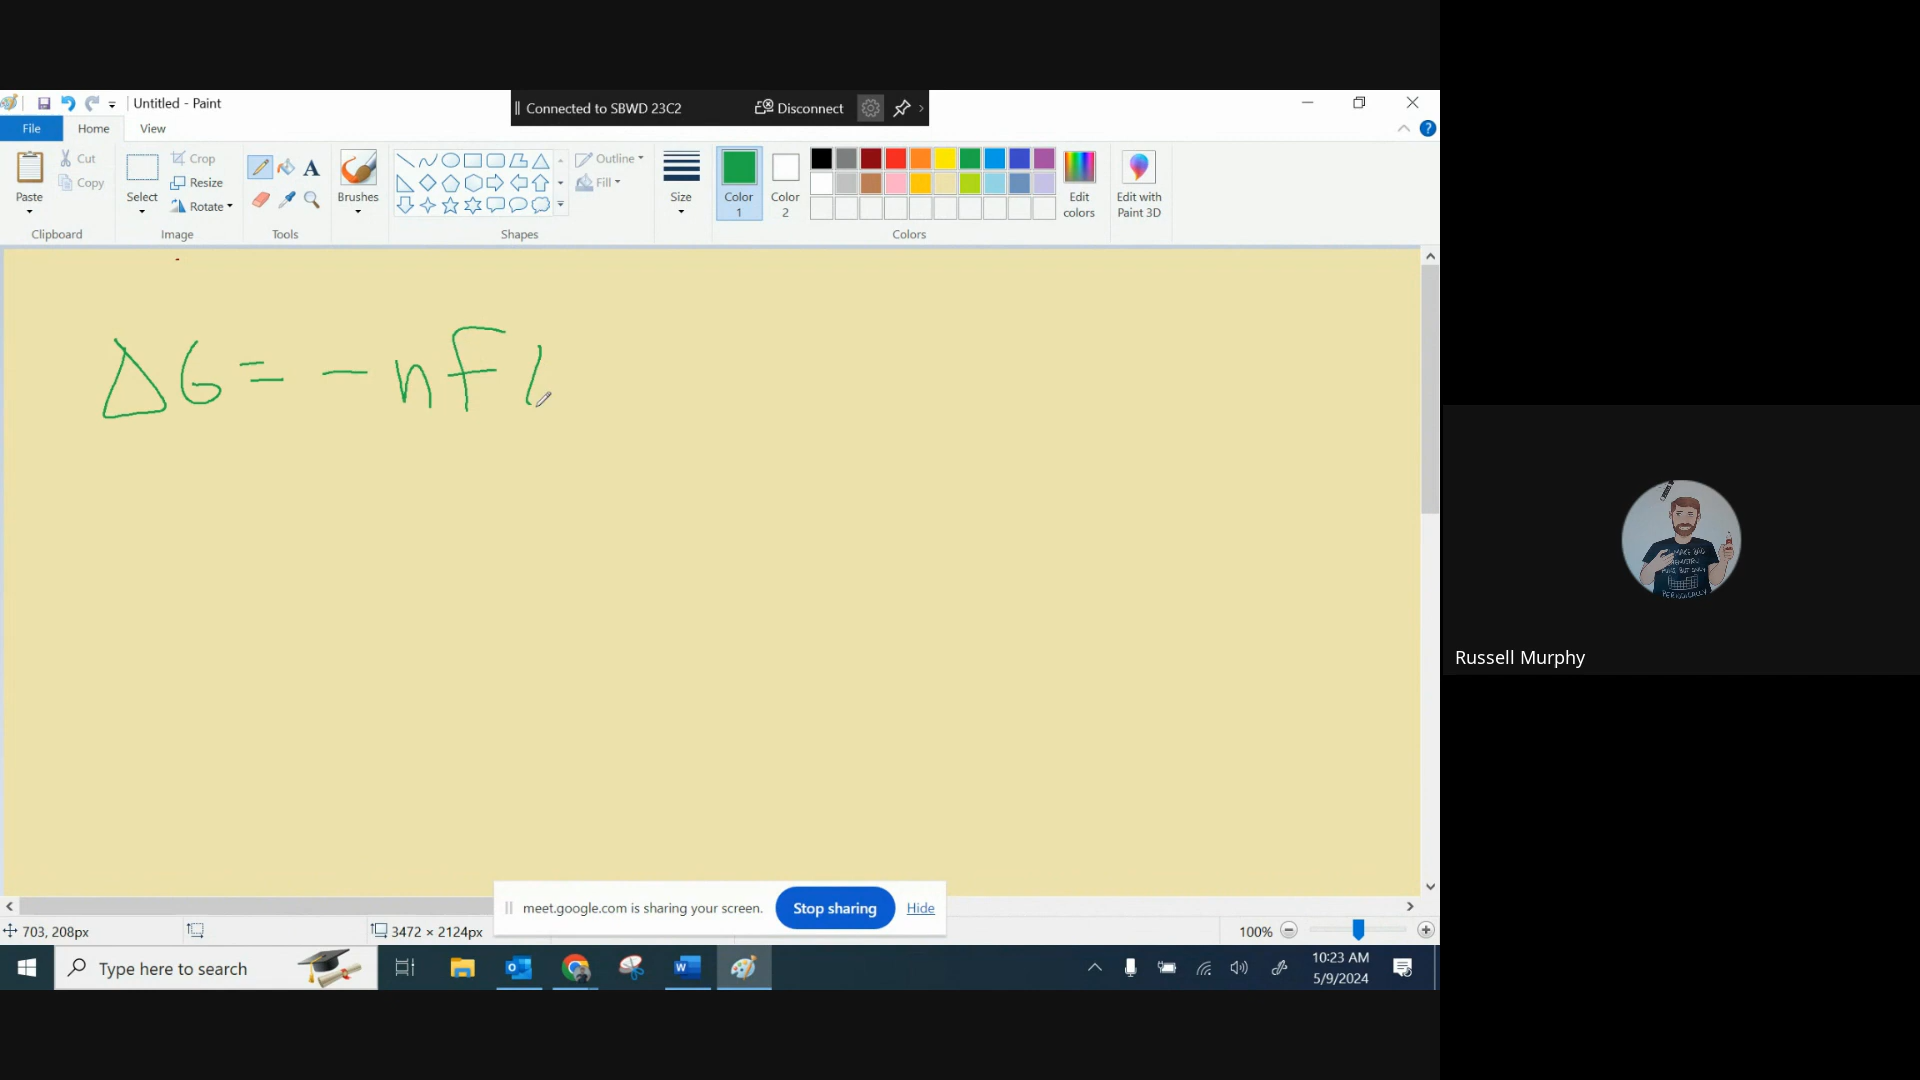 Untitled - Paint
Connected to SBWD 23C2
Disconnect
File
Home
View
Paste
Cut
Copy
Clipboard
Select
Crop
Resize
Rotate
Image
Tools
Brushes
Shapes
Outline
Fill
Size
Color 1
Color 2
Colors
Edit colors
Edit with Paint 3D
ΔG = - nF
MAKE BAD
PERIODICALLY
Russell Murphy
meet.google.com is sharing your screen.
Stop sharing
Hide
703, 208px
3472 × 2124px
100%
Type here to search
10:23 AM
5/9/2024